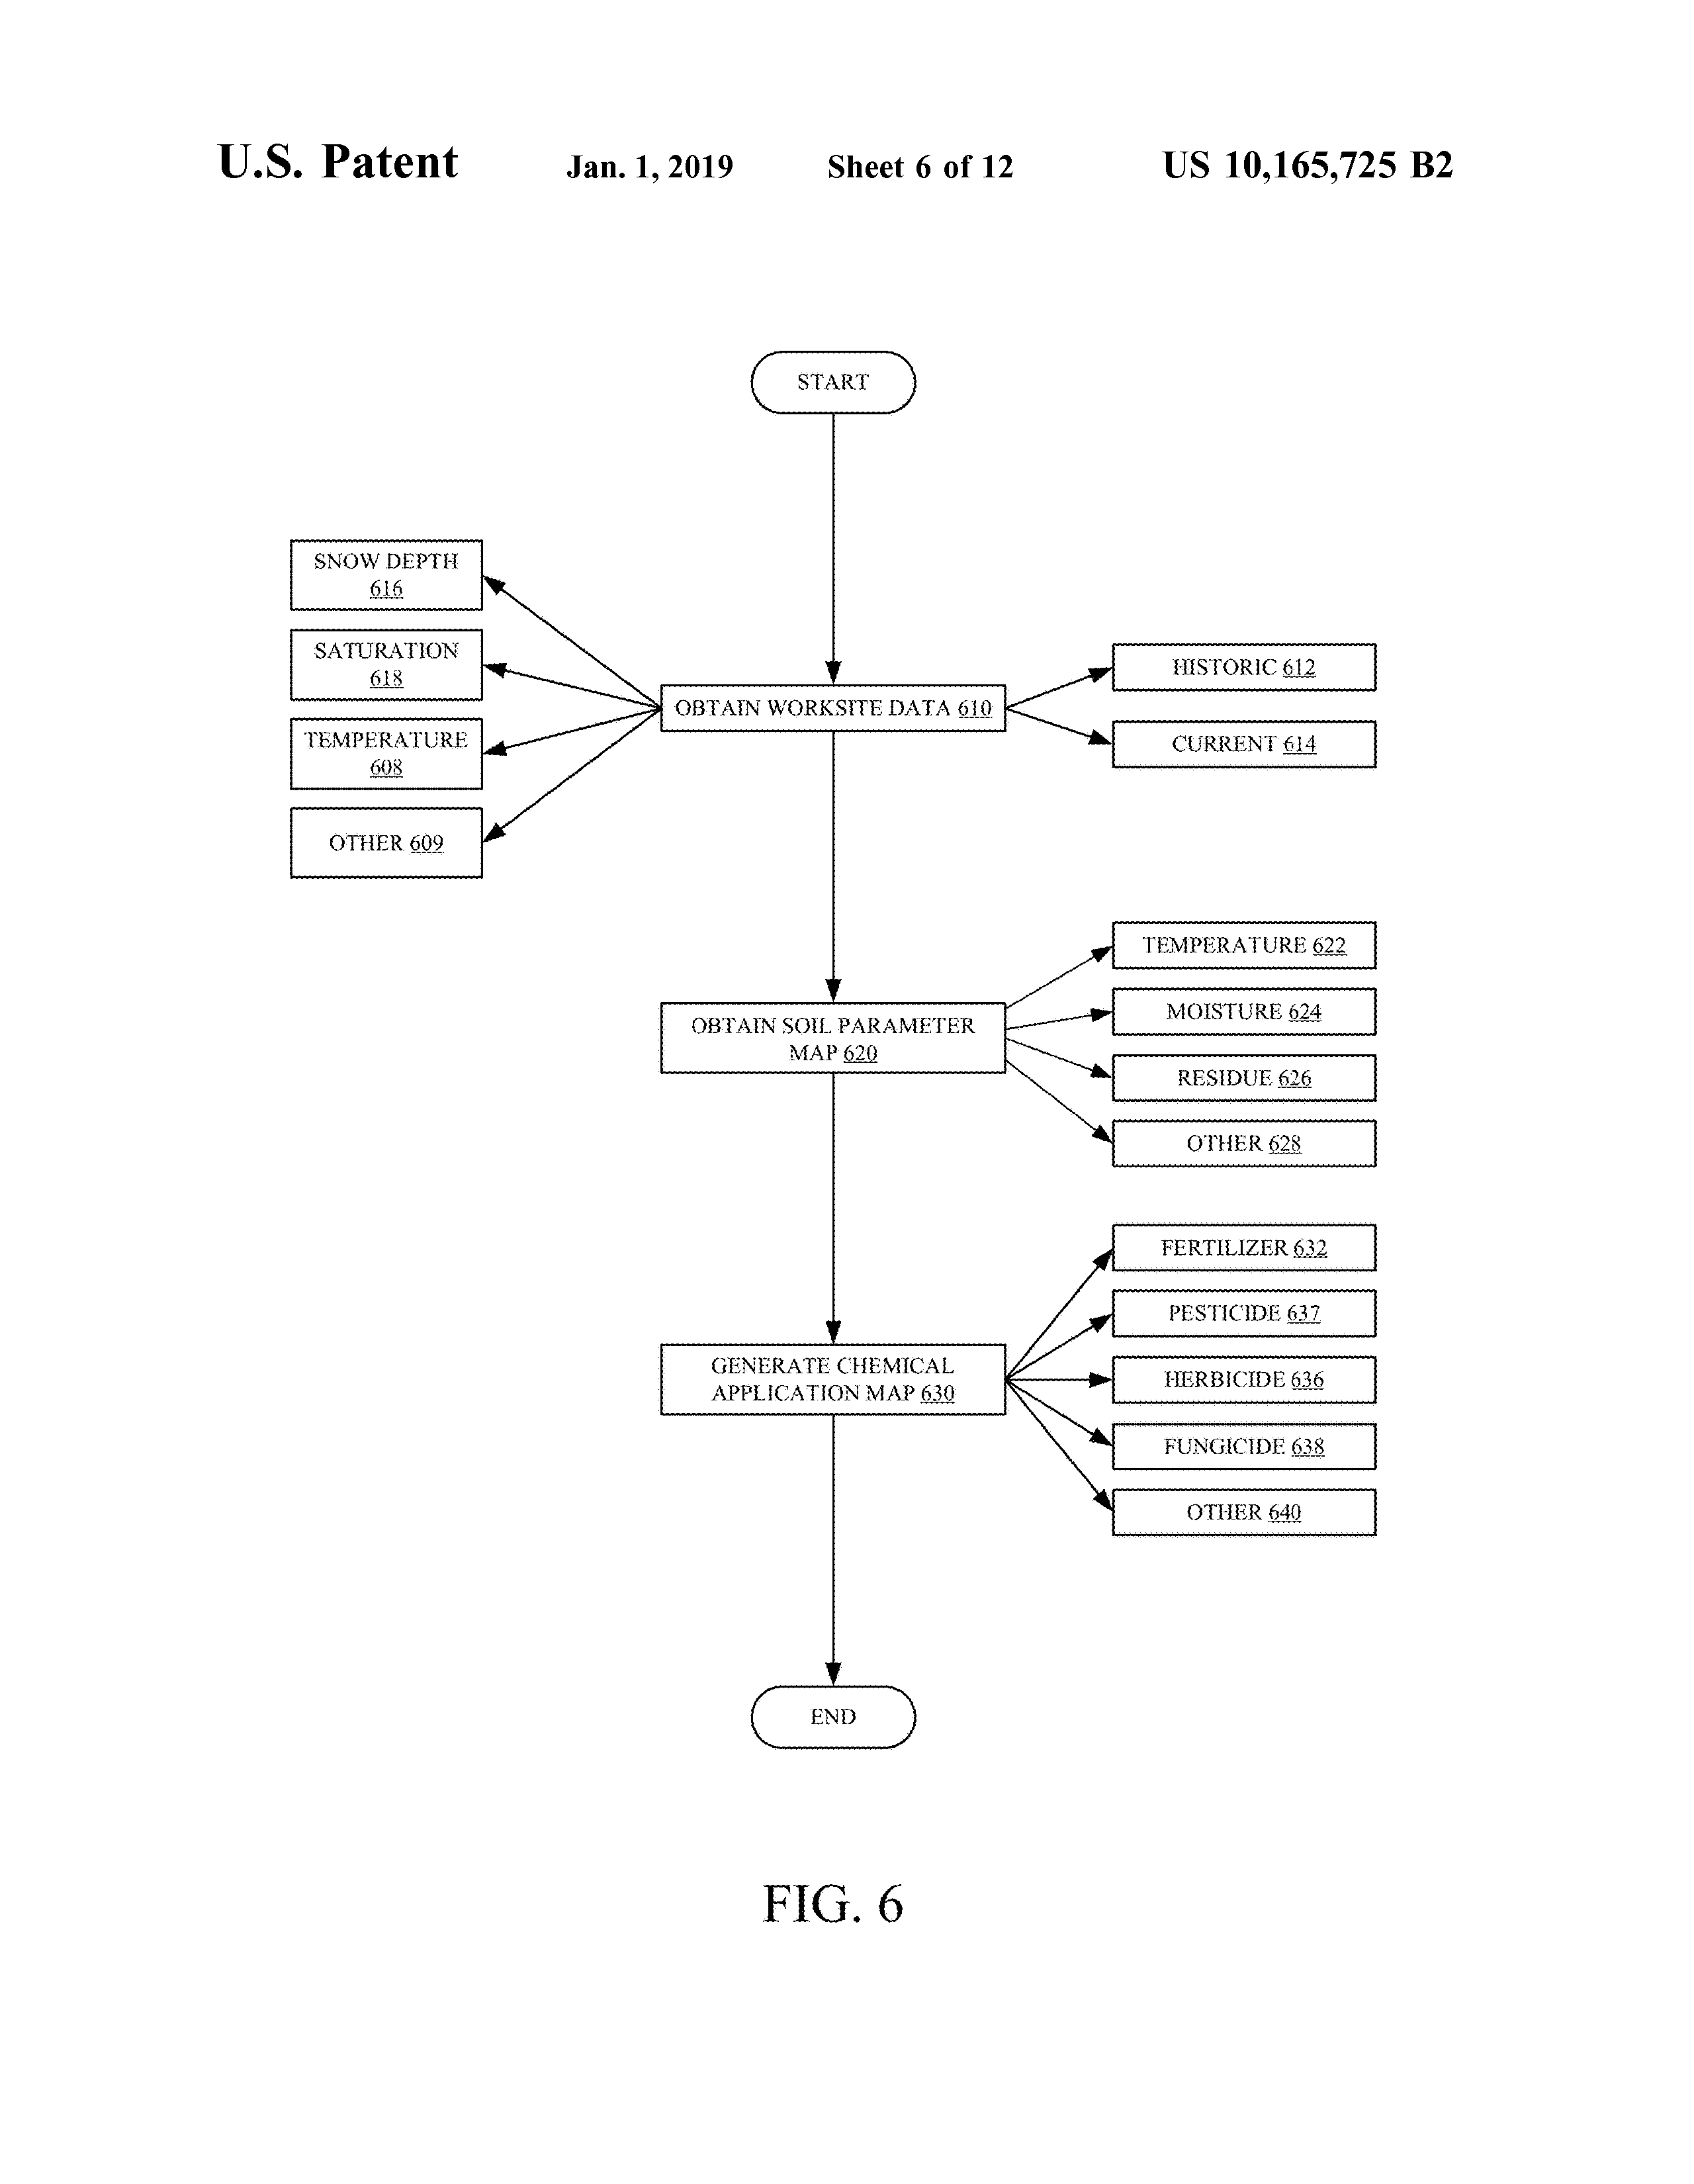 U.S. Patent Jan. 1, 2019 Sheet 6 of 12 US 10,165,725 B2
START
SNOW DEPTH
616
SATURATION
618
TEMPERATURE
608
OTHER 609
OBTAIN WORKSITE DATA 610
HISTORIC 612
CURRENT 614
OBTAIN SOIL PARAMETER
MAP 620
TEMPERATURE 622
MOISTURE 624
RESIDUE 626
OTHER 628
GENERATE CHEMICAL
APPLICATION MAP 630
FERTILIZER 632
PESTICIDE 637
HERBICIDE 636
FUNGICIDE 638
OTHER 640
END
FIG. 6